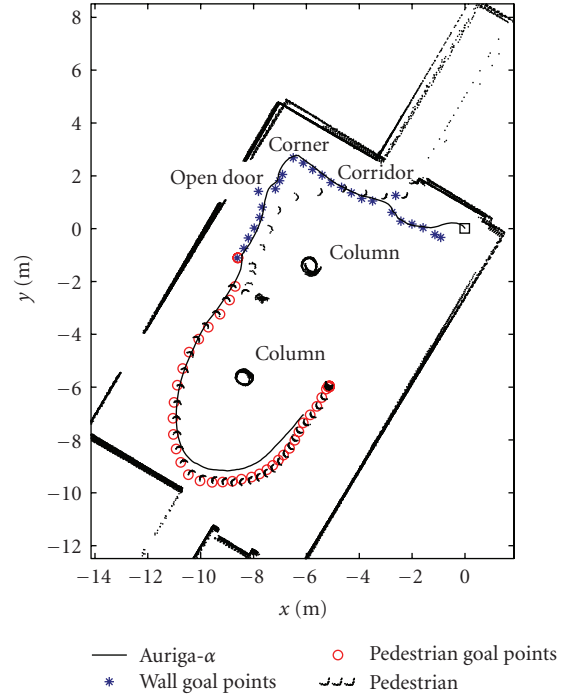 8
6
4
2
0
−2
−4
−6
−8
−10
−12
y (m)
Corner
Corridor
Open door
Column
Column
−14 −12 −10 −8 −6 −4 −2 0
x (m)
Auriga-α
Wall goal points
Pedestrian goal points
Pedestrian